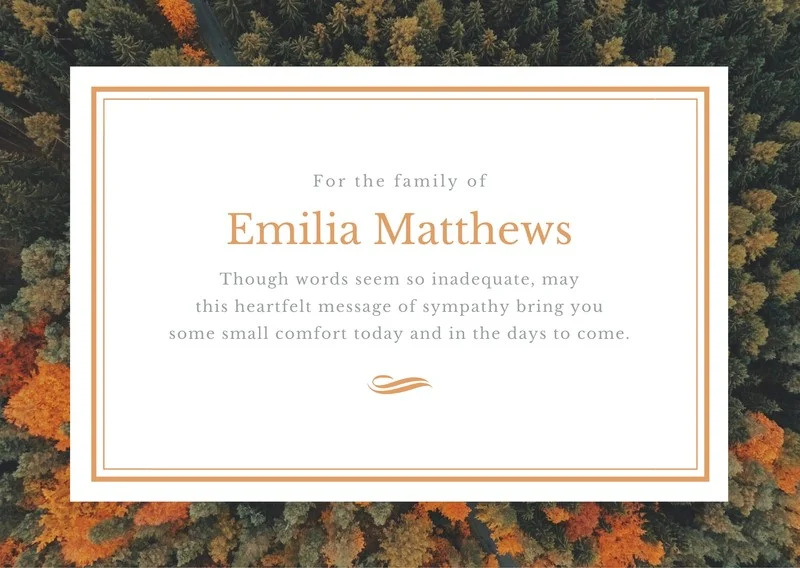 For the family of
Emilia Matthews
Though words seem so inadequate, may
this heartfelt message of sympathy bring you
some small comfort today and in the days to come.